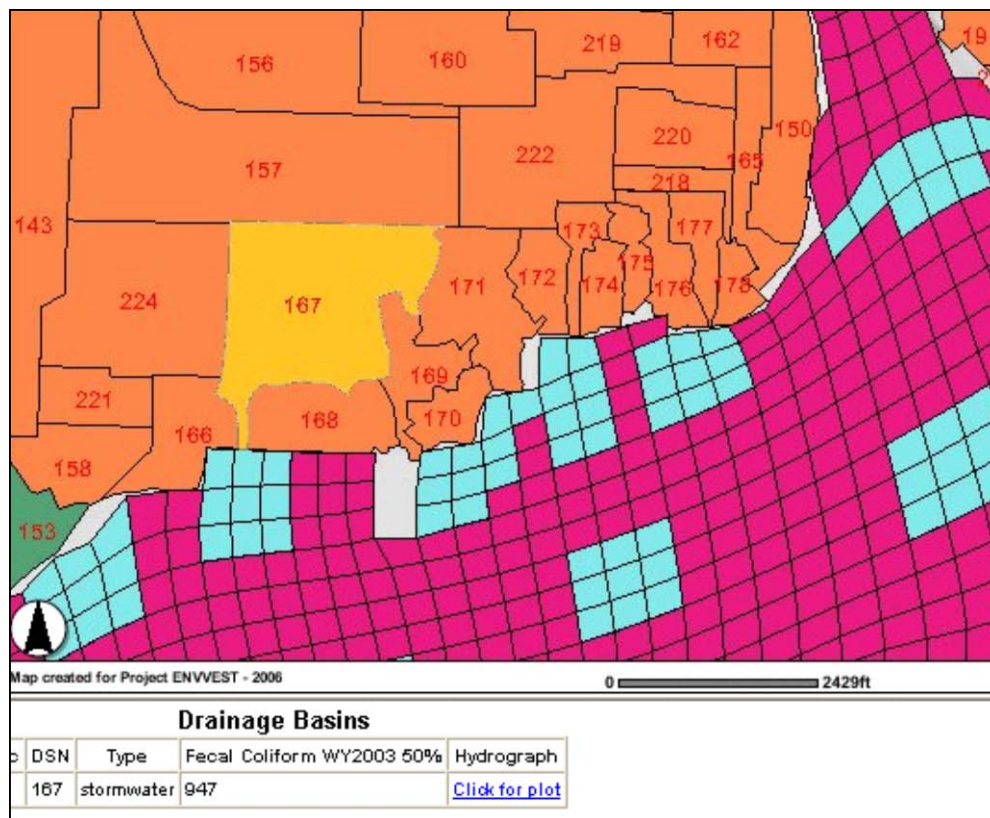 219 162 19
156 160
150
220
222 165
157
218
143 173 177
175
172
171 174 176 178
224 167
169
221
168 170
166
158
153
Map created for Project ENVVEST - 2006 0 2429ft
Drainage Basins
c DSN Type Fecal Coliform WY2003 50% Hydrograph
167 stormwater 947 Click for plot